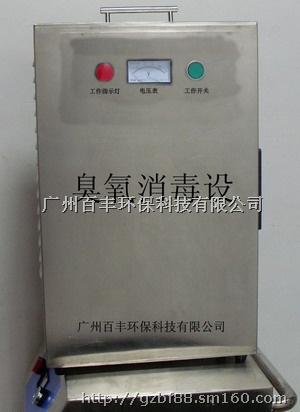 工作指示灯 电压表 工作开关
臭氧消毒设
广州百丰环保科技有限公司
广州百丰环保科技有限公司
http://gzbf88.sm160.com